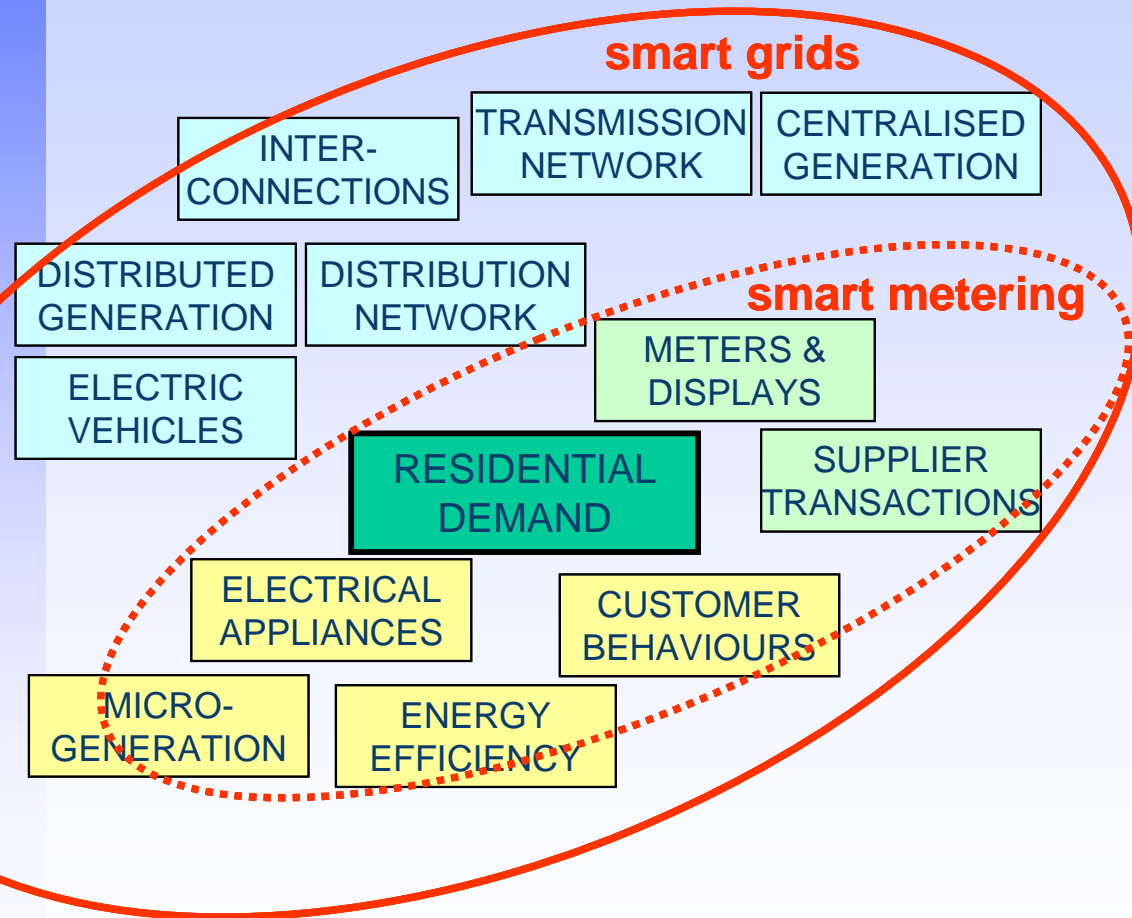 smart grids
INTER-
CONNECTIONS
TRANSMISSION
NETWORK
CENTRALISED
GENERATION
DISTRIBUTED
GENERATION
DISTRIBUTION
NETWORK
smart metering
METERS &
DISPLAYS
ELECTRIC
VEHICLES
RESIDENTIAL
DEMAND
SUPPLIER
TRANSACTIONS
ELECTRICAL
APPLIANCES
CUSTOMER
BEHAVIOURS
MICRO-
GENERATION
ENERGY
EFFICIENCY